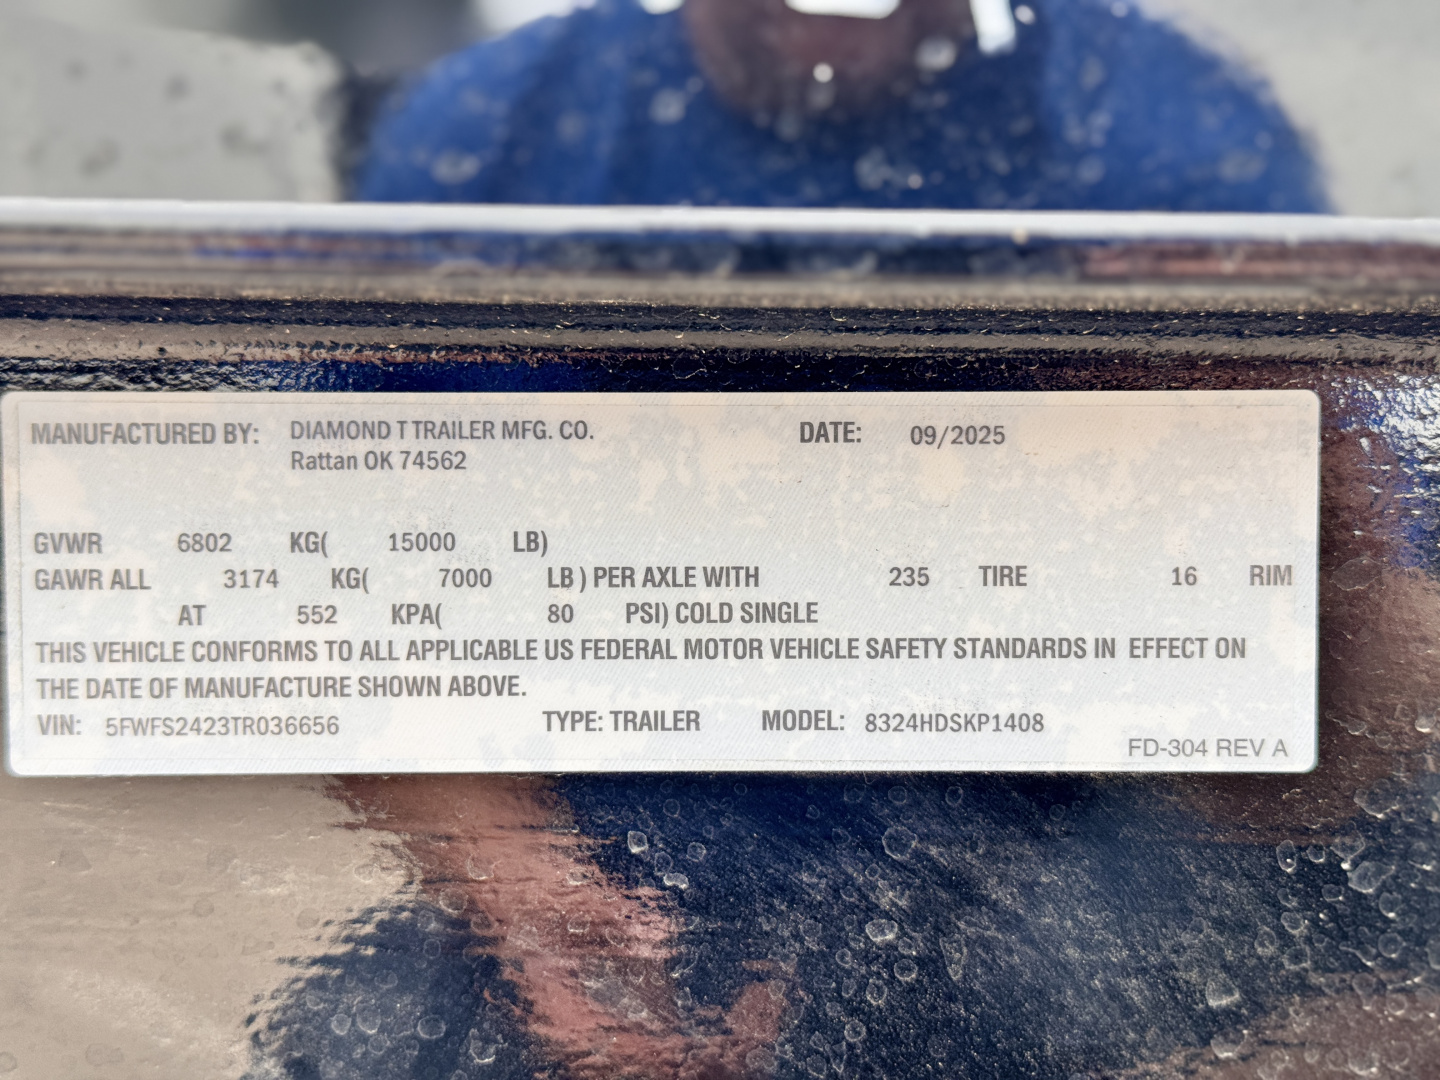 MANUFACTURED BY: DIAMOND T TRAILER MFG. CO. DATE: 09/2025
Rattan OK 74562
GVWR 6802 KG( 15000 LB)
GAWR ALL 3174 KG( 7000 LB ) PER AXLE WITH 235 TIRE 16 RIM
AT 552 KPA( 80 PSI) COLD SINGLE
THIS VEHICLE CONFORMS TO ALL APPLICABLE US FEDERAL MOTOR VEHICLE SAFETY STANDARDS IN EFFECT ON
THE DATE OF MANUFACTURE SHOWN ABOVE.
VIN: 5FWFS2423TR036656 TYPE: TRAILER MODEL: 8324HDSKP1408
FD-304 REV A